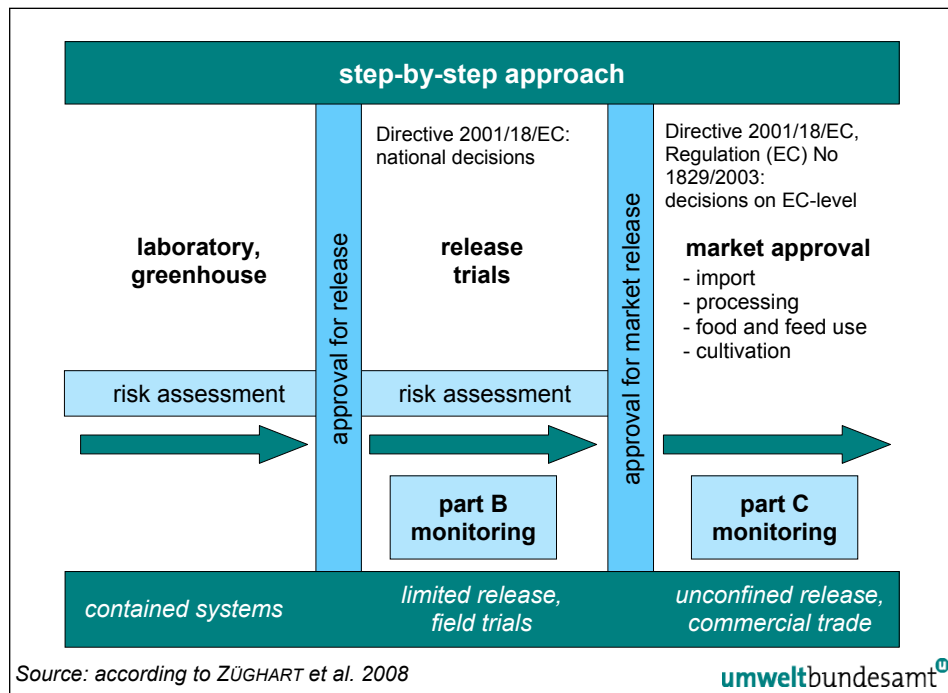 step-by-step approach
laboratory,
greenhouse
risk assessment
approval for release
Directive 2001/18/EC:
national decisions
release
trials
risk assessment
part B
monitoring
approval for market release
Directive 2001/18/EC,
Regulation (EC) No
1829/2003:
decisions on EC-level
market approval
- import
- processing
- food and feed use
- cultivation
part C
monitoring
contained systems
limited release,
field trials
unconfined release,
commercial trade
Source: according to ZÜGHART et al. 2008
umweltbundesamt u